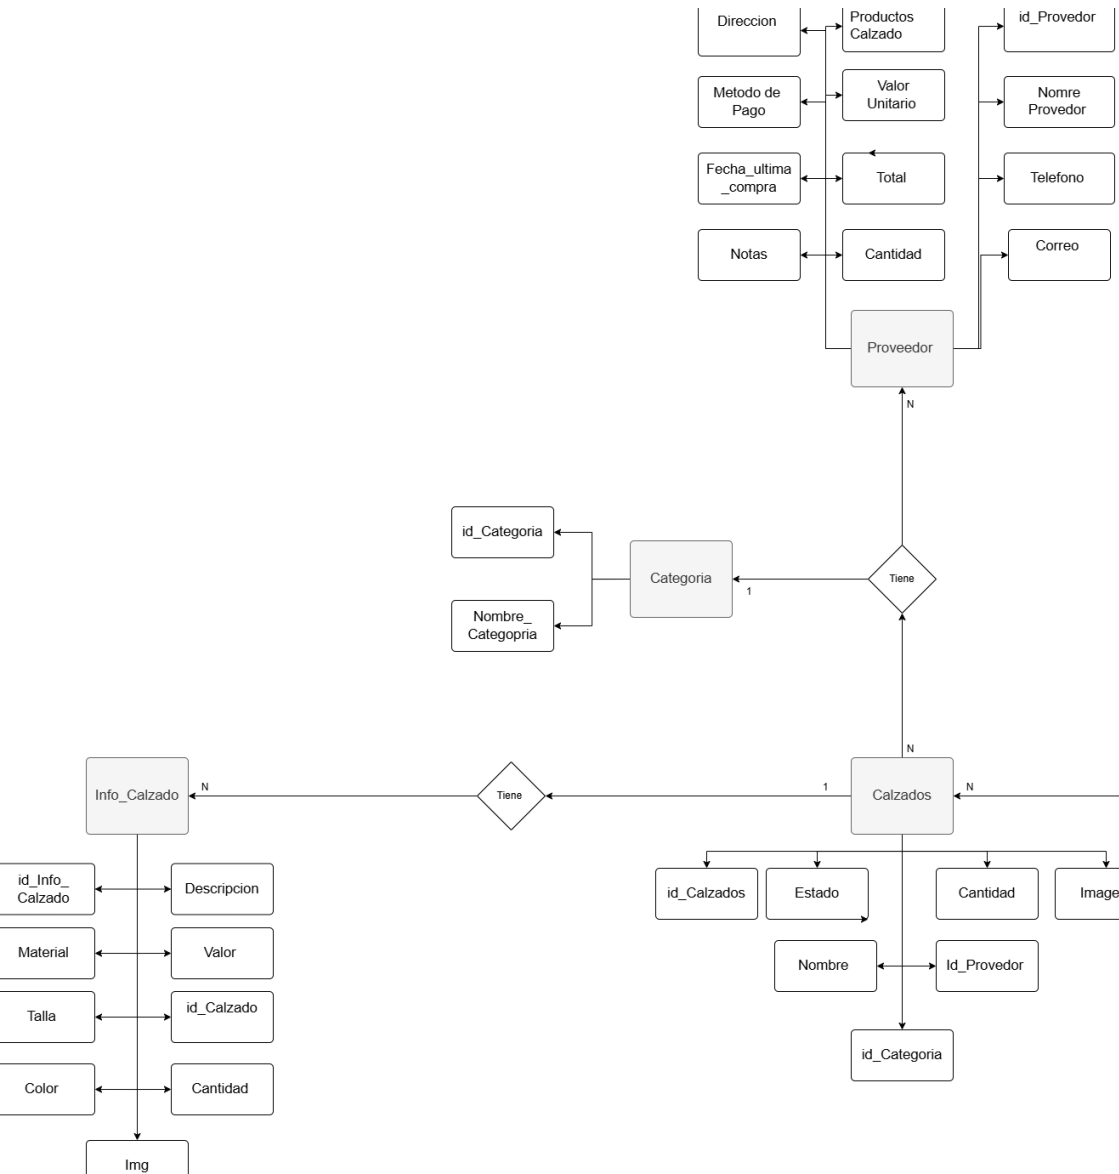 Direccion
Productos
Calzado
id_Provedor
Metodo de
Pago
Valor
Unitario
Nomre
Provedor
Fecha_ultima
_compra
Total
Telefono
Notas
Cantidad
Correo
Proveedor
N
id_Categoria
Categoria
1
Tiene
Nombre_
Categopria
N
Info_Calzado
N
Tiene
1
Calzados
N
id_Info_
Calzado
Descripcion
id_Calzados
Estado
Cantidad
Image
Material
Valor
Nombre
Id_Provedor
Talla
id_Calzado
id_Categoria
Color
Cantidad
Img